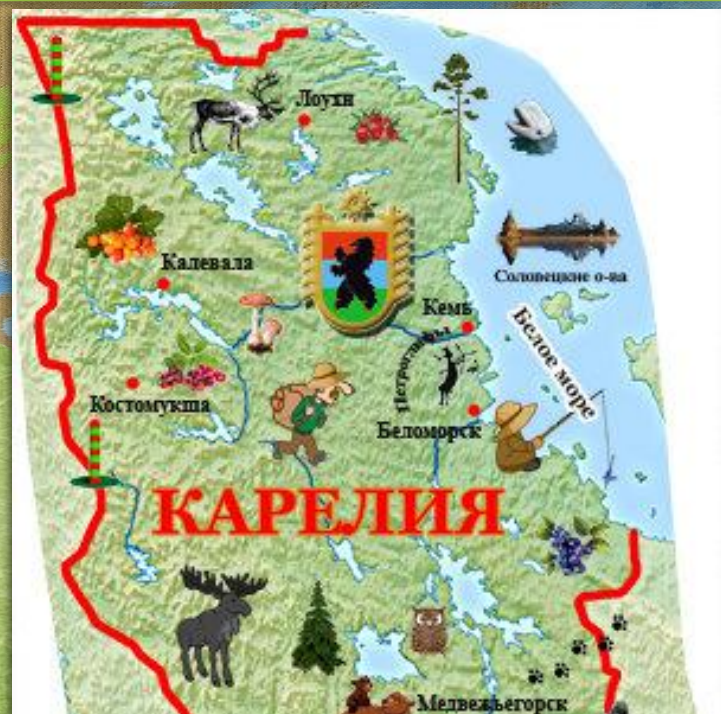 Лоухи
Соловецкие о-ва
Калевала
Кемь
Белое море
Петроглифы
Костомукша
Беломорск
КАРЕЛИЯ
Медвежьегорск